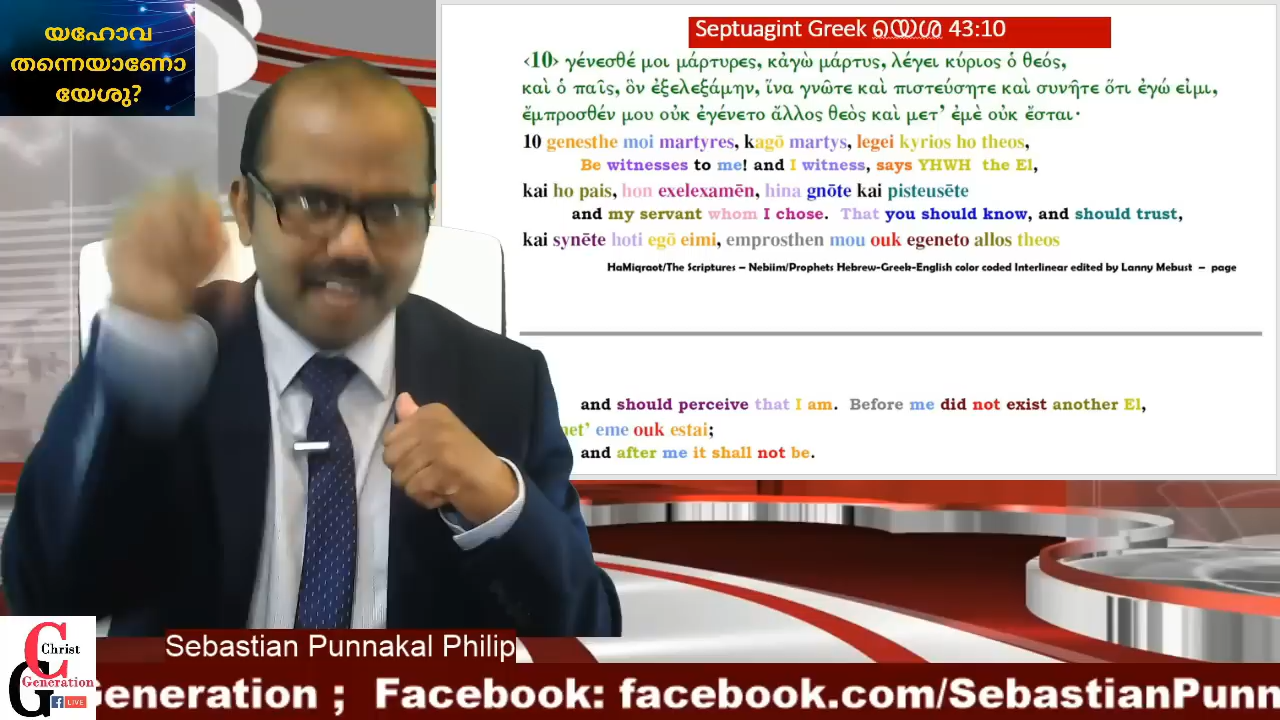 യഹോവ
തന്നെയാണോ
യേശു?
Septuagint Greek യെശ 43:10
‹10› γένεσθέ μοι μάρτυρες, κἀγὼ μάρτυς, λέγει κύριος ὁ θεός,
καὶ ὁ παῖς, ὃν ἐξελεξάμην, ἵνα γνῶτε καὶ πιστεύσητε καὶ συνῆτε ὅτι ἐγώ εἰμι,
ἔμπροσθέν μου οὐκ ἐγένετο ἄλλος θεὸς καὶ μετ’ ἐμὲ οὐκ ἔσται·
10 genesthe moi martyres, kagō martys, legei kyrios ho theos,
Be witnesses to me! and I witness, says YHWH the El,
kai ho pais, hon exelexamēn, hina gnōte kai pisteusēte
and my servant whom I chose. That you should know, and should trust,
kai synēte hoti egō eimi, emprosthen mou ouk egeneto allos theos
HaMiqraot/The Scriptures – Nebiim/Prophets Hebrew-Greek-English color coded Interlinear edited by Lanny Mebust – page
and should perceive that I am. Before me did not exist another El,
met’ eme ouk estai;
and after me it shall not be.
Sebastian Punnakal Philip
C Christ
G Generation
f LIVE
Generation ; Facebook: facebook.com/SebastianPunn